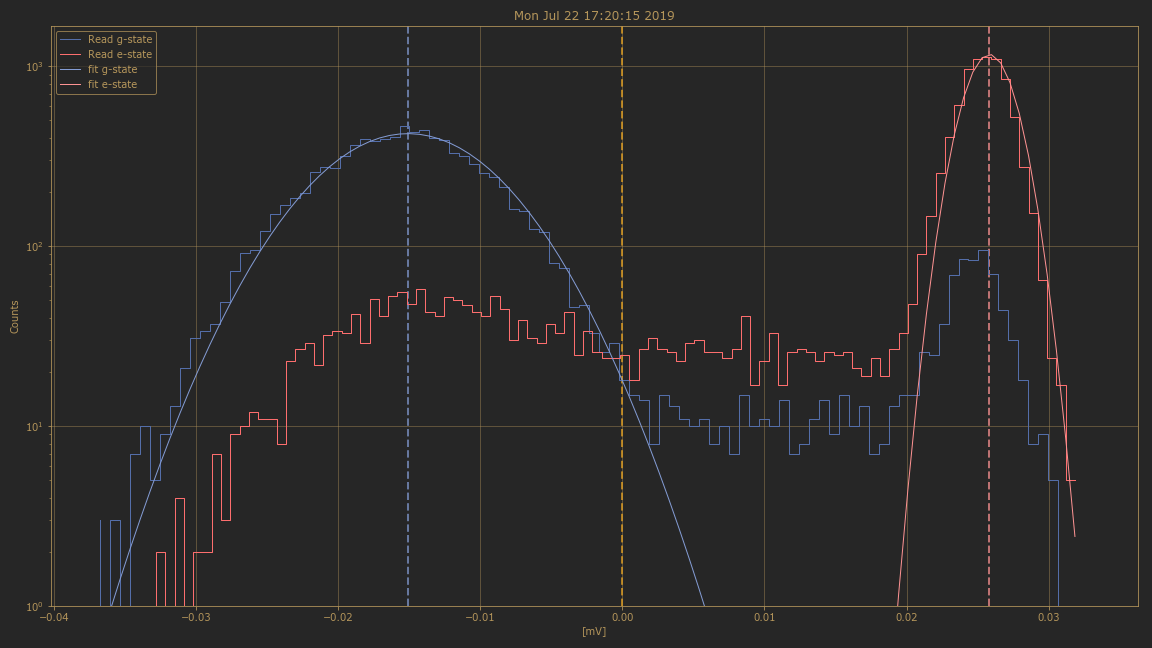 Mon Jul 22 17:20:15 2019
Read g-state
Read e-state
fit g-state
fit e-state
10³
10²
10¹
10⁰
Counts
−0.04 −0.03 −0.02 −0.01 0.00 0.01 0.02 0.03
[mV]